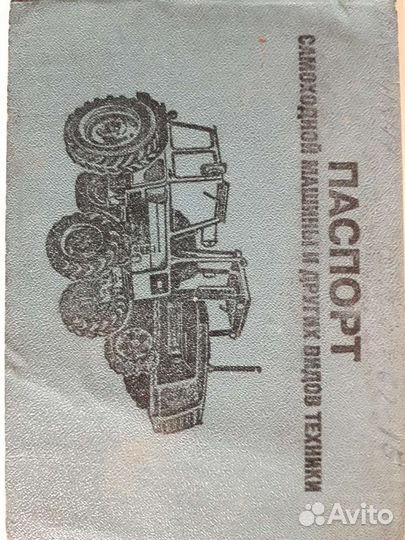 ПАСПОРТ
САМОХОДНОЙ МАШИНЫ И ДРУГИХ ВИДОВ ТЕХНИКИ
Avito